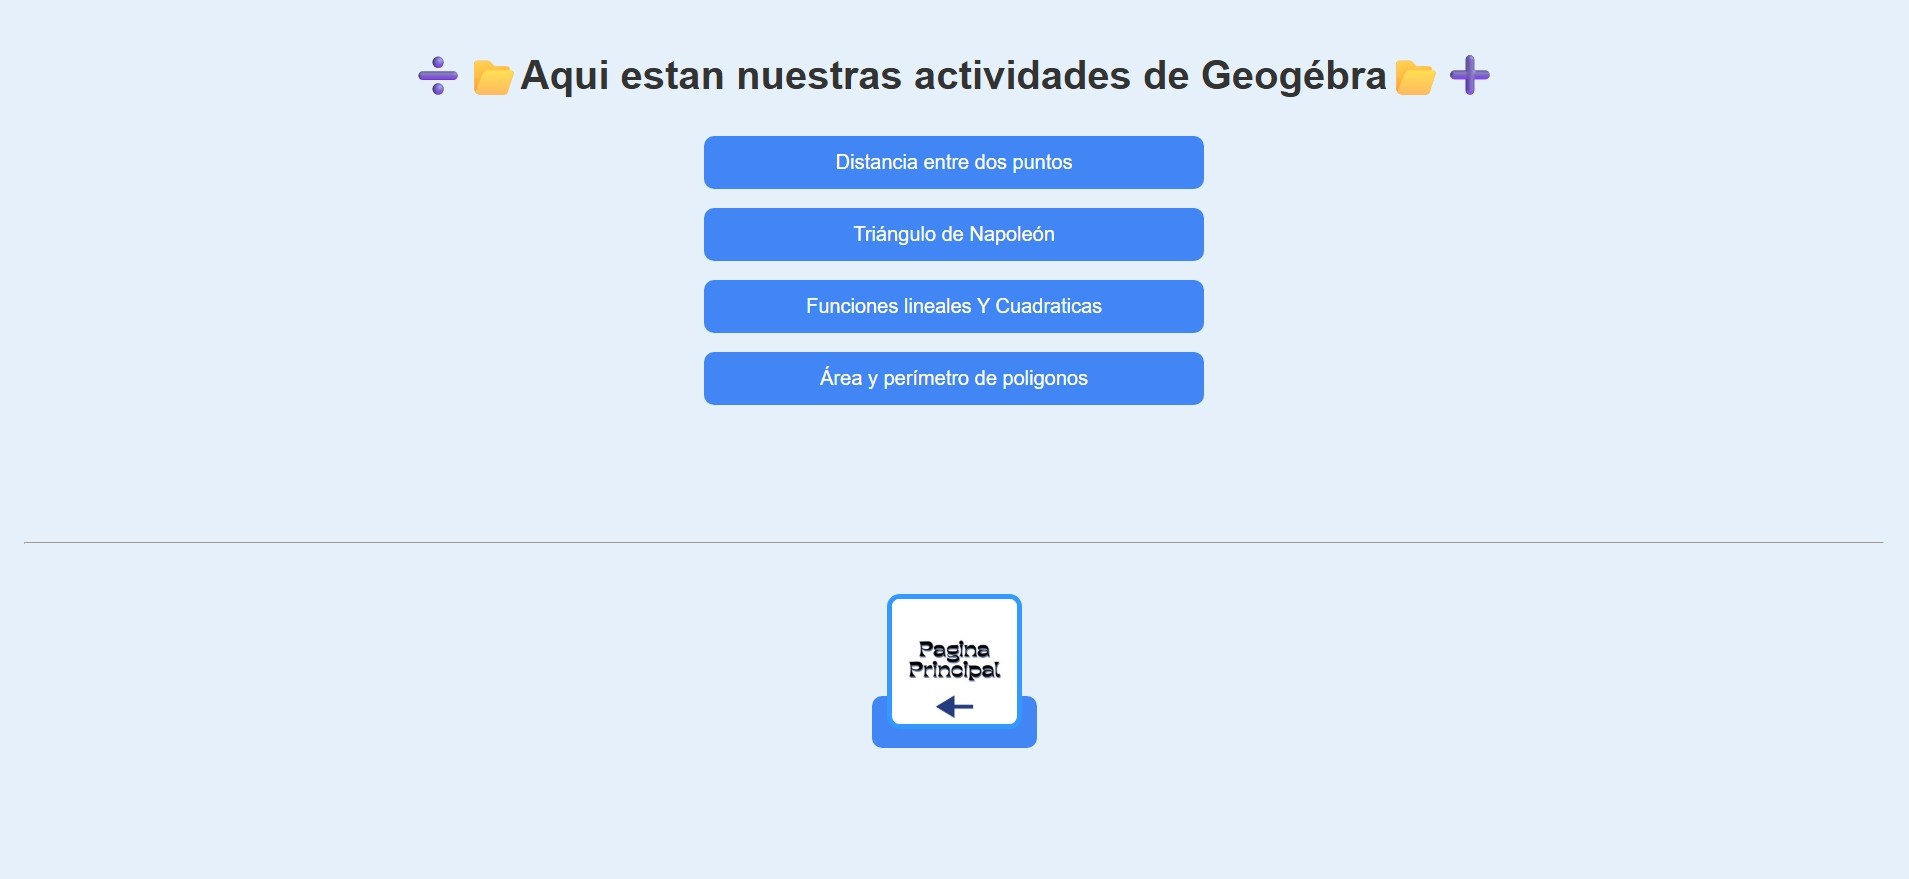 ➗ 📂Aqui estan nuestras actividades de Geogébra📂 ➕
Distancia entre dos puntos
Triángulo de Napoleón
Funciones lineales Y Cuadraticas
Área y perímetro de poligonos
Pagina
Principal